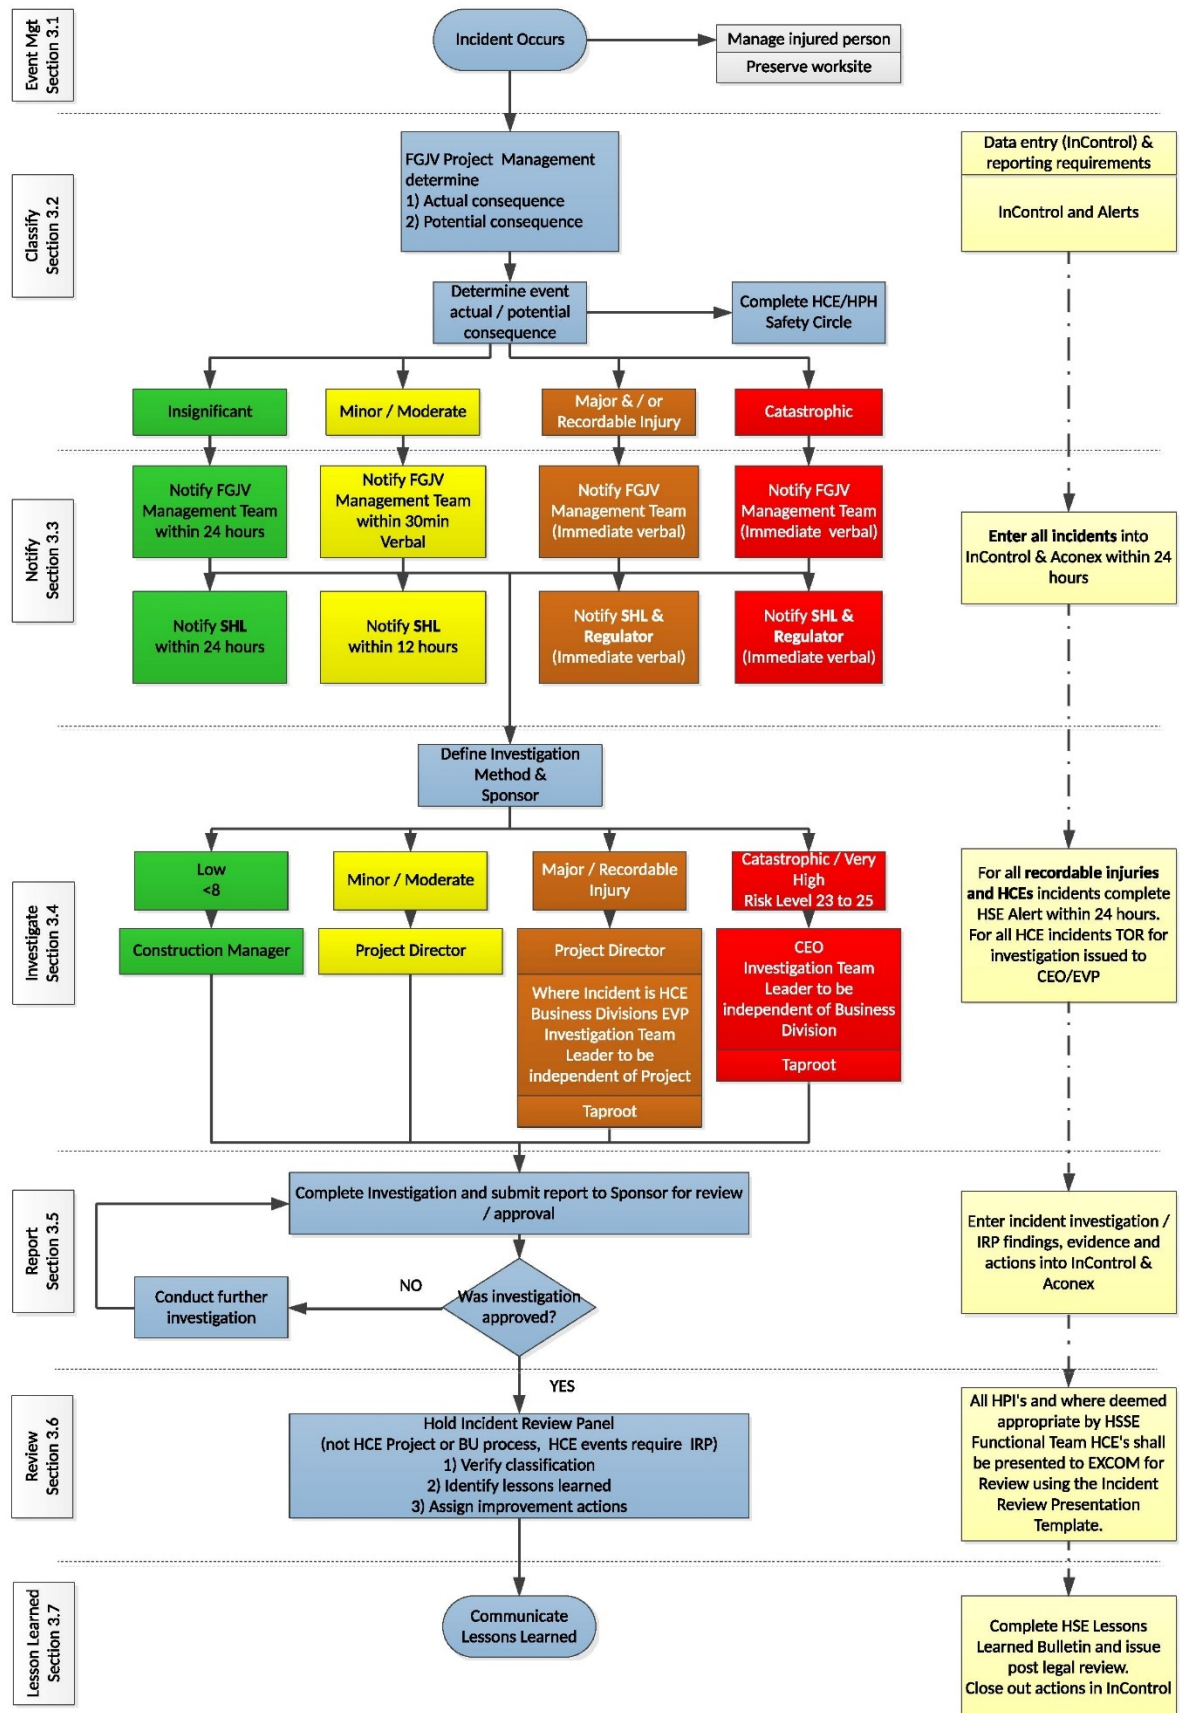 Event Mgt
Section 3.1
Incident Occurs
Manage injured person
Preserve worksite
Classify
Section 3.2
FGJV Project Management
determine
1) Actual consequence
2) Potential consequence
Data entry (InControl) &
reporting requirements
InControl and Alerts
Determine event
actual / potential
consequence
Complete HCE/HPH
Safety Circle
Insignificant
Minor / Moderate
Major & / or
Recordable Injury
Catastrophic
Notify
Section 3.3
Notify FGJV
Management Team
within 24 hours
Notify FGJV
Management Team
within 30min
Verbal
Notify FGJV
Management Team
(Immediate verbal)
Notify FGJV
Management Team
(Immediate verbal)
Enter all incidents into
InControl & Aconex within 24
hours
Notify SHL
within 24 hours
Notify SHL
within 12 hours
Notify SHL &
Regulator
(Immediate verbal)
Notify SHL &
Regulator
(Immediate verbal)
Define Investigation
Method &
Sponsor
Investigate
Section 3.4
Low
<8
Minor / Moderate
Major / Recordable
Injury
Catastrophic / Very
High
Risk Level 23 to 25
Construction Manager
Project Director
Project Director
Where Incident is HCE
Business Divisions EVP
Investigation Team
Leader to be
independent of Project
Taproot
CEO
Investigation Team
Leader to be
independent of Business
Division
Taproot
For all recordable injuries
and HCEs incidents complete
HSE Alert within 24 hours.
For all HCE incidents TOR for
investigation issued to
CEO/EVP
Report
Section 3.5
Complete Investigation and submit report to Sponsor for review
/ approval
Conduct further
investigation
NO
Was investigation
approved?
YES
Enter incident investigation /
IRP findings, evidence and
actions into InControl &
Aconex
Review
Section 3.6
Hold Incident Review Panel
(not HCE Project or BU process, HCE events require IRP)
1) Verify classification
2) Identify lessons learned
3) Assign improvement actions
All HPI's and where deemed
appropriate by HSSE
Functional Team HCE's shall
be presented to EXCOM for
Review using the Incident
Review Presentation
Template.
Lesson Learned
Section 3.7
Communicate
Lessons Learned
Complete HSE Lessons
Learned Bulletin and issue
post legal review.
Close out actions in InControl